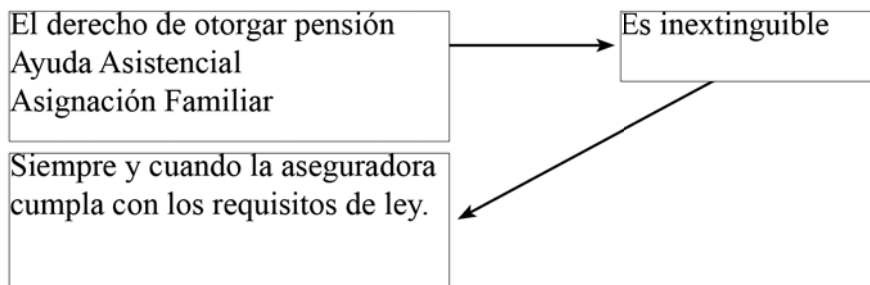 El derecho de otorgar pensión
Ayuda Asistencial
Asignación Familiar
Es inextinguible
Siempre y cuando la aseguradora
cumpla con los requisitos de ley.